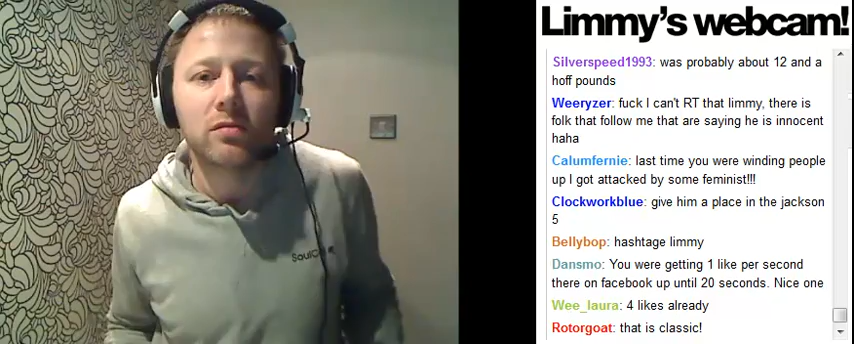 Limmy's webcam!
Silverspeed1993: was probably about 12 and a
hoff pounds
Weeryzer: fuck I can't RT that limmy, there is
folk that follow me that are saying he is innocent
haha
Calumfernie: last time you were winding people
up I got attacked by some feminist!!!
Clockworkblue: give him a place in the jackson
5
Bellybop: hashtage limmy
Dansmo: You were getting 1 like per second
there on facebook up until 20 seconds. Nice one
Wee_laura: 4 likes already
Rotorgoat: that is classic!